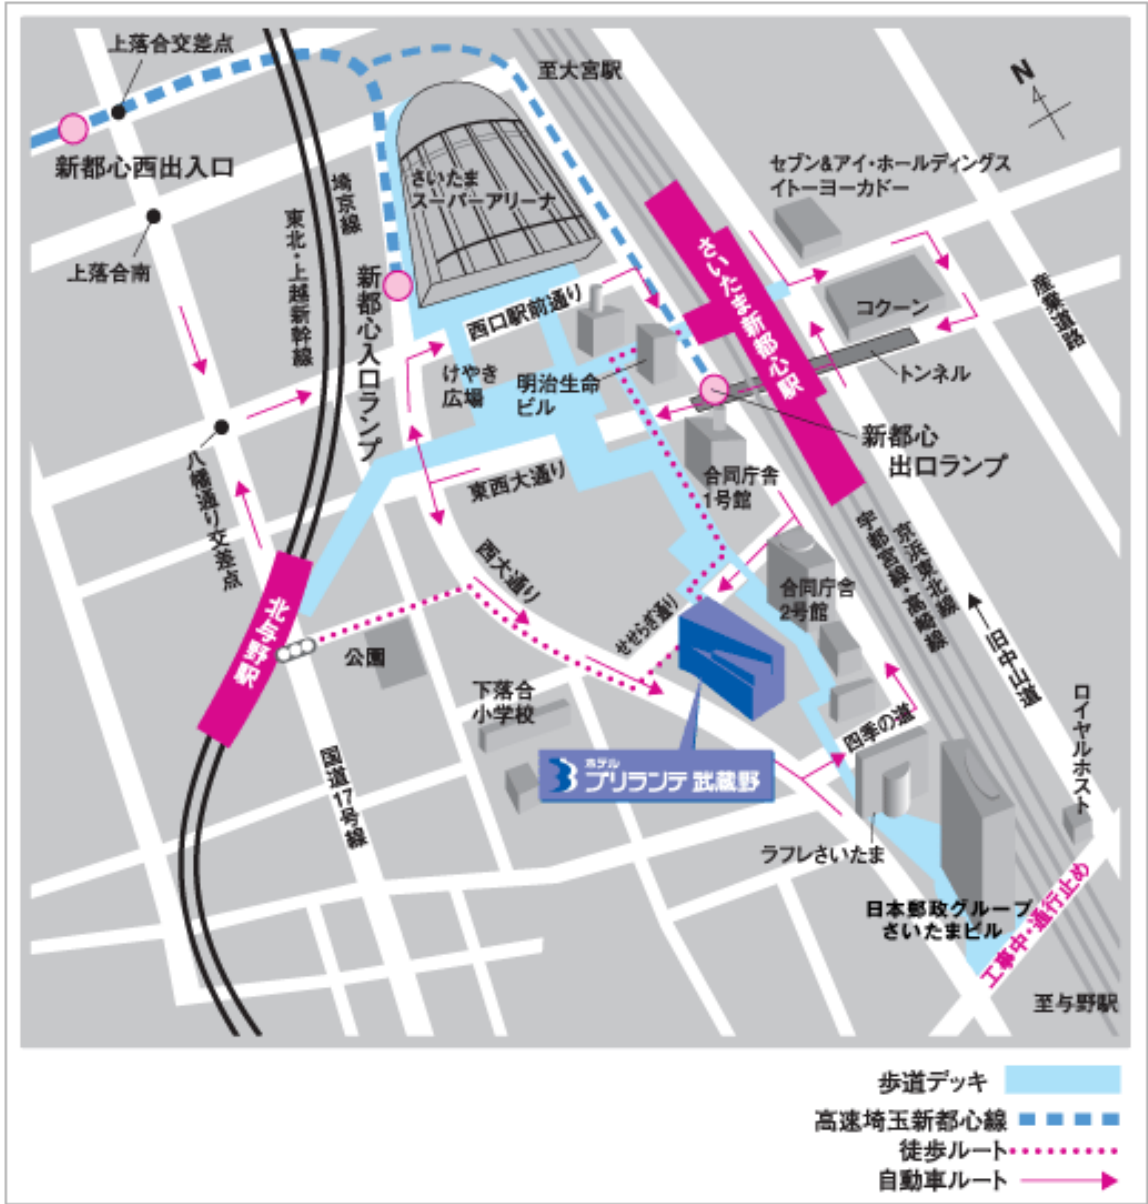 上落合交差点
至大宮駅
N
4
新都心西出入口
さいたま
スーパーアリーナ
セブン&アイ・ホールディングス
イトーヨーカドー
埼京線
東北・上越新幹線
上落合南
新都心入口ランプ
西口駅前通り
さいたま新都心駅
コクーン
産業道路
けやき
広場
明治生命
ビル
トンネル
新都心
出口ランプ
八幡通り交差点
東西大通り
合同庁舎
1号館
西大通り
京浜東北線
宇都宮線・高崎線
合同庁舎
2号館
せせらぎ通り
北与野駅
公園
旧中山道
下落合
小学校
四季の道
ロイヤルホスト
国道17号線
ホテル
ブリランテ 武蔵野
ラフレさいたま
日本郵政グループ
さいたまビル
工事中・通行止め
至与野駅
歩道デッキ
高速埼玉新都心線
徒歩ルート
自動車ルート